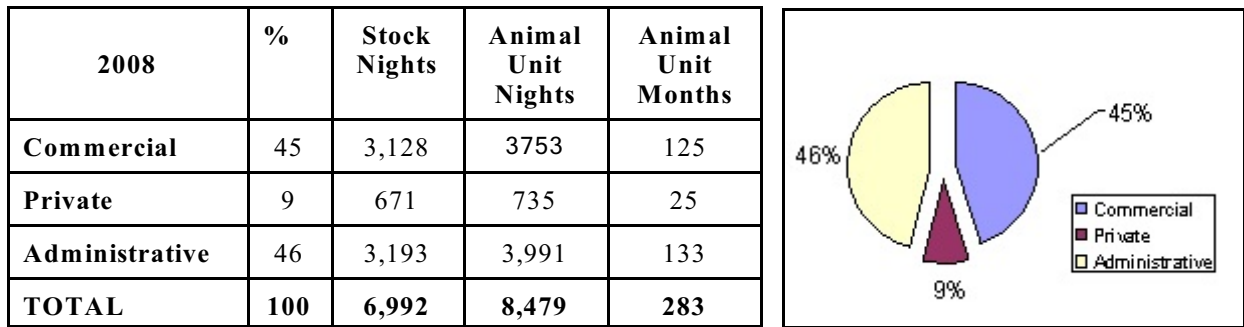 2008 % Stock Nights Animal Unit Nights Animal Unit Months
Commercial 45 3,128 3753 125
Private 9 671 735 25
Administrative 46 3,193 3,991 133
TOTAL 100 6,992 8,479 283
45%
46%
9%
Commercial
Private
Administrative